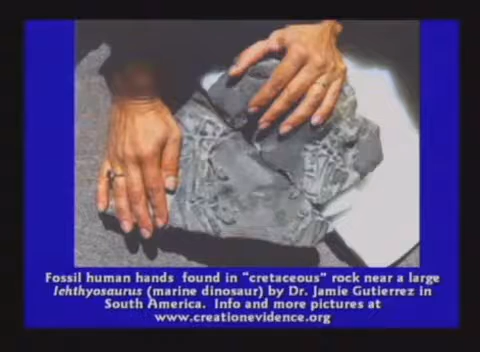 Fossil human hands found in "cretaceous" rock near a large
Ichthyosaurus (marine dinosaur) by Dr. Jamie Gutierrez in
South America. Info and more pictures at
www.creationevidence.org